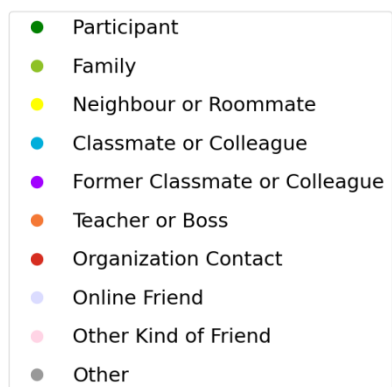 Participant
Family
Neighbour or Roommate
Classmate or Colleague
Former Classmate or Colleague
Teacher or Boss
Organization Contact
Online Friend
Other Kind of Friend
Other